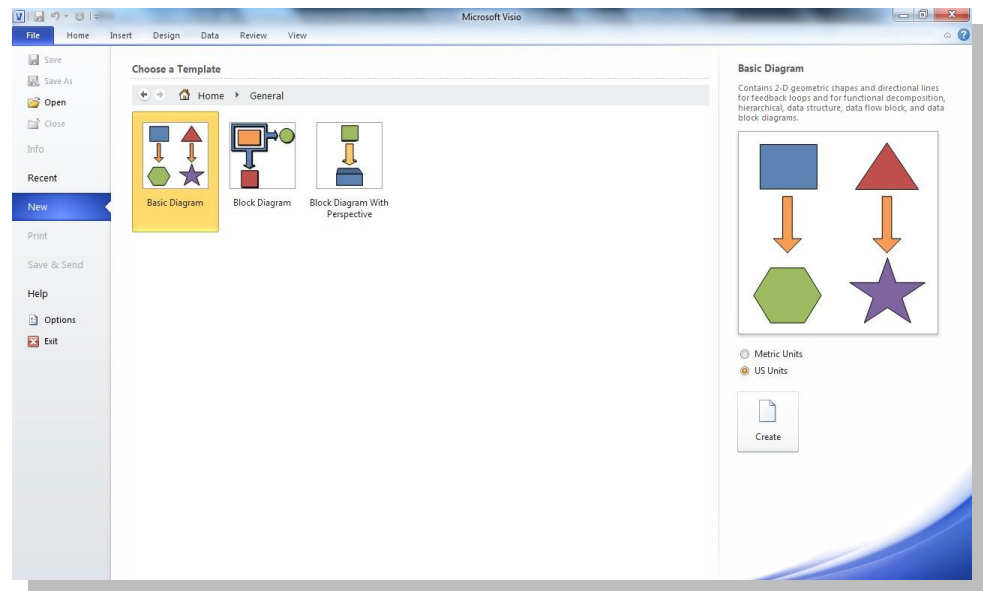 Microsoft Visio
File Home Insert Design Data Review View
Save
Save As
Open
Close
Info
Recent
New
Print
Save & Send
Help
Options
Exit
Choose a Template
Home General
Basic Diagram
Block Diagram
Block Diagram With
Perspective
Basic Diagram
Contains 2-D geometric shapes and directional lines
for feedback loops and for functional decomposition,
hierarchical, data structure, data flow block, and data
block diagrams.
Metric Units
US Units
Create